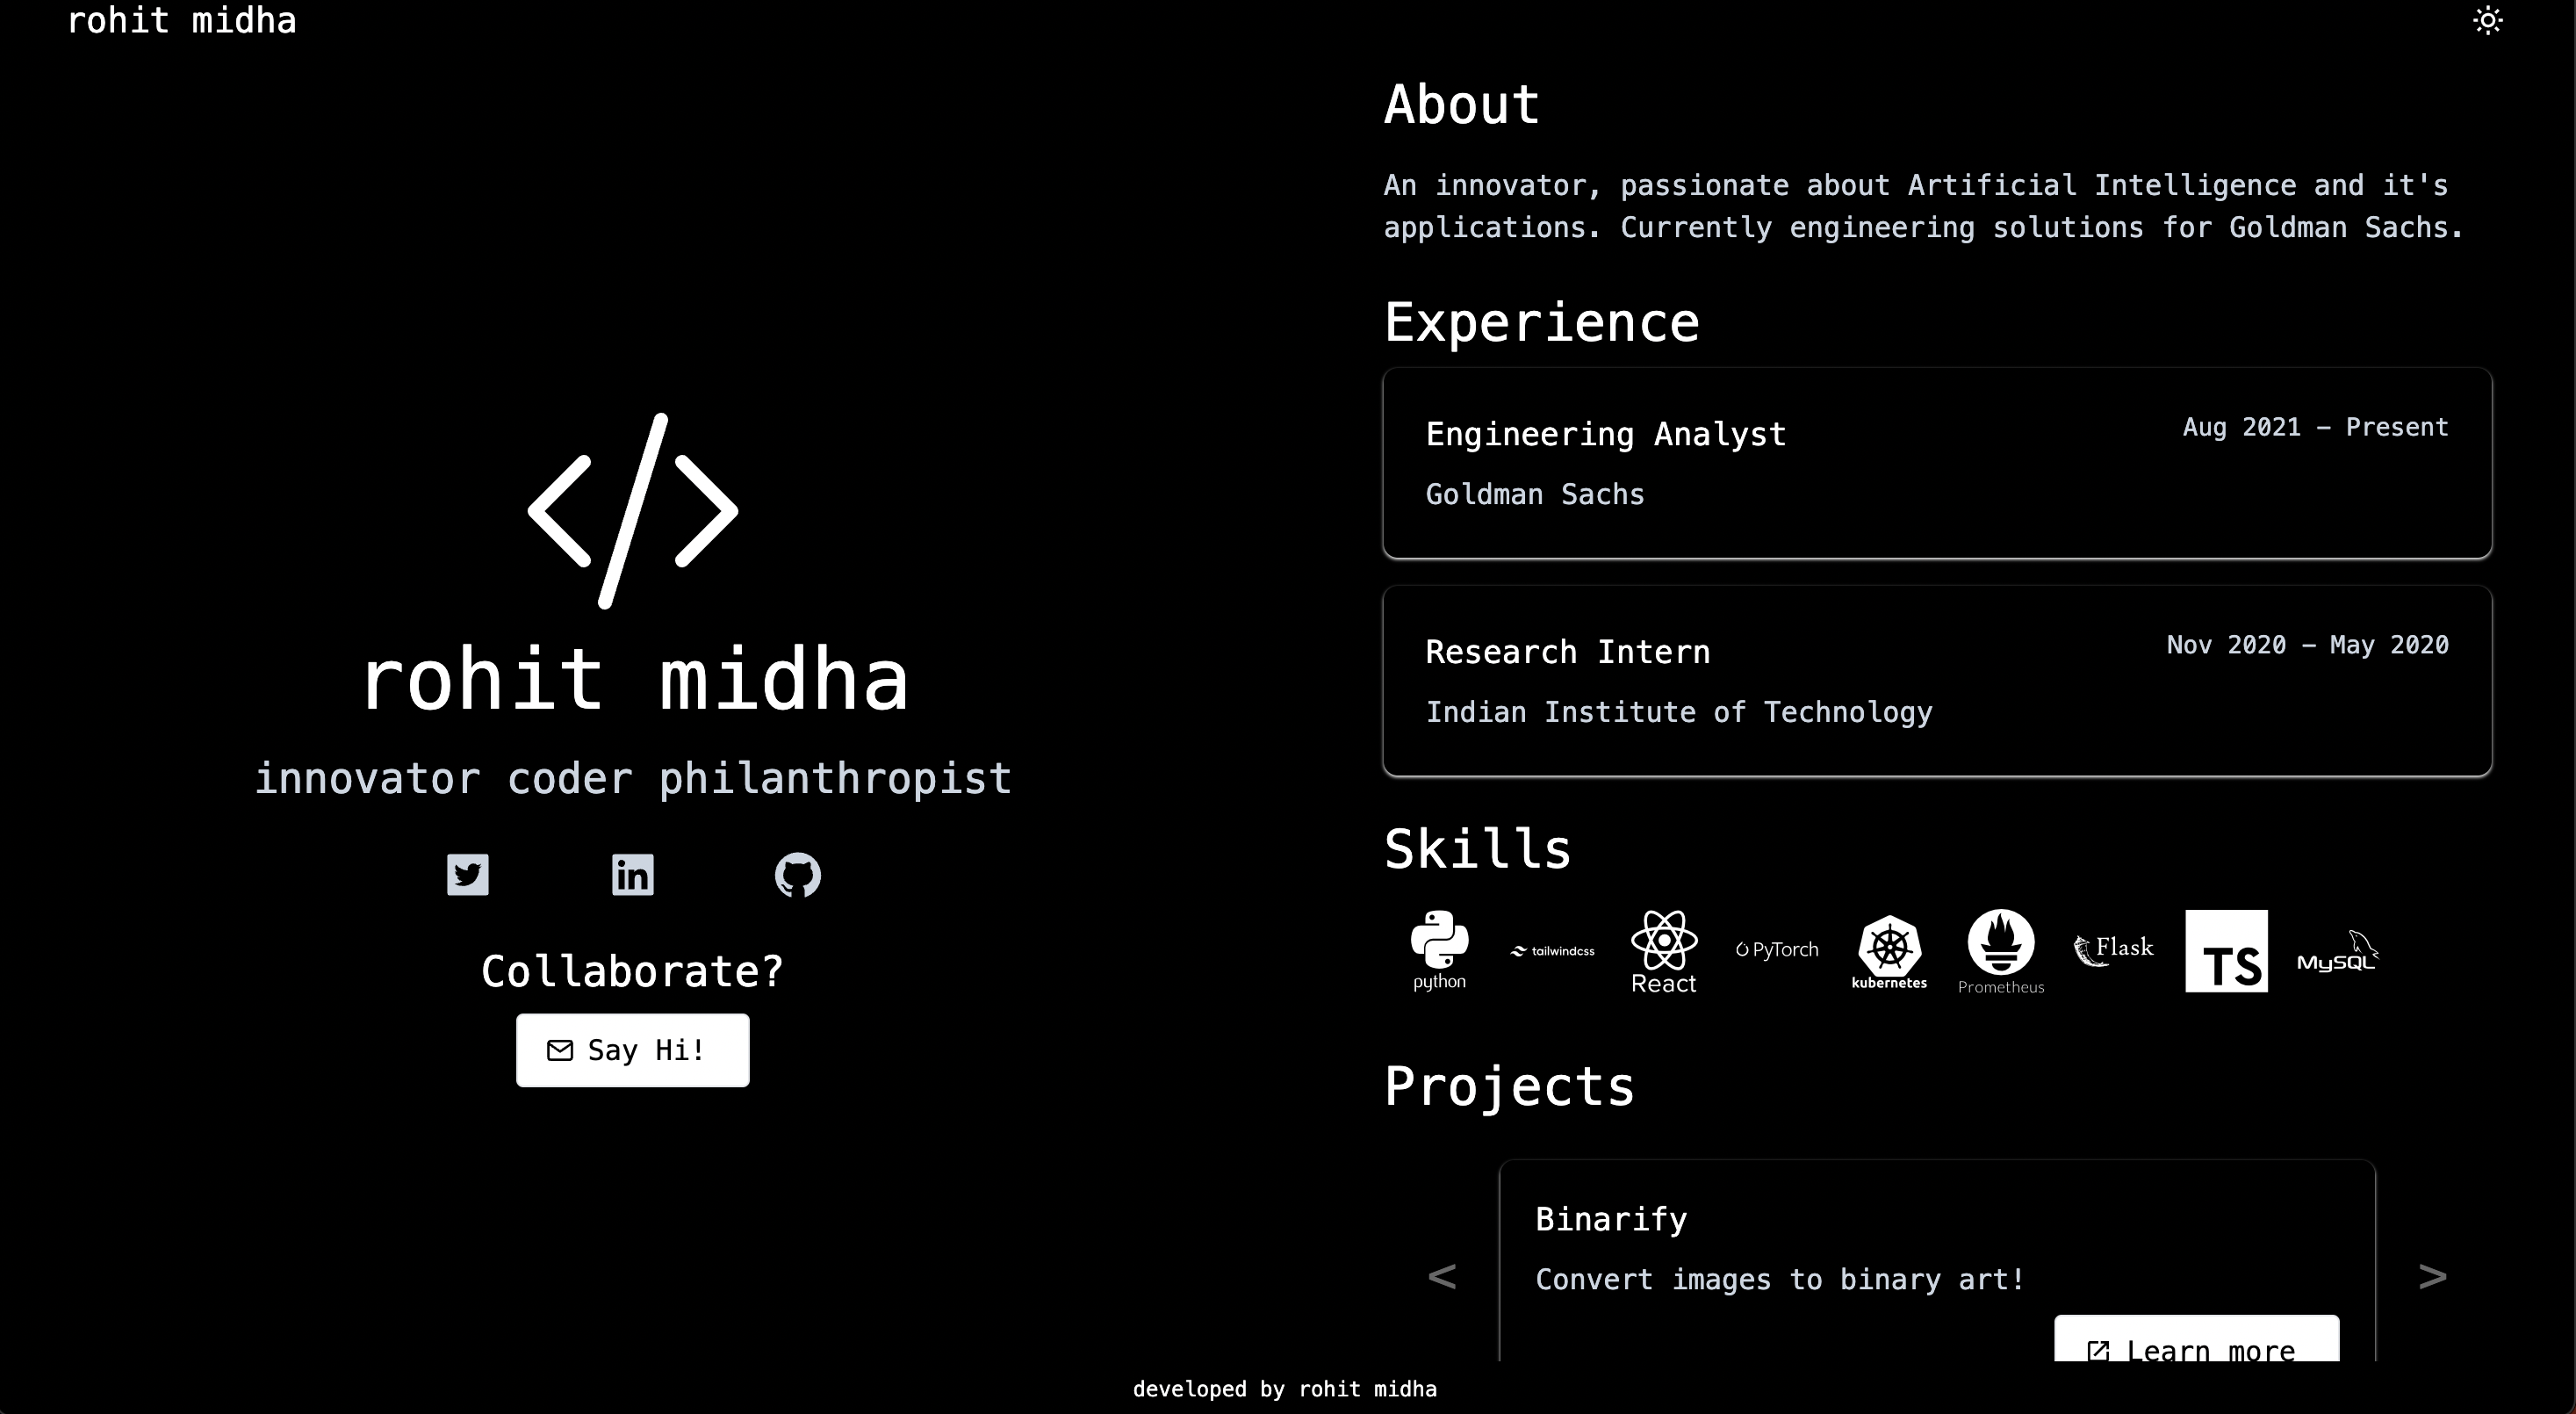 rohit midha
</>
rohit midha
innovator coder philanthropist
in
Collaborate?
Say Hi!
About
An innovator, passionate about Artificial Intelligence and it's
applications. Currently engineering solutions for Goldman Sachs.
Experience
Engineering Analyst
Aug 2021 – Present
Goldman Sachs
Research Intern
Nov 2020 – May 2020
Indian Institute of Technology
Skills
python
tailwindcss
React
PyTorch
kubernetes
Prometheus
Flask
TS
MySQL
Projects
<
Binarify
Convert images to binary art!
Learn more
>
developed by rohit midha